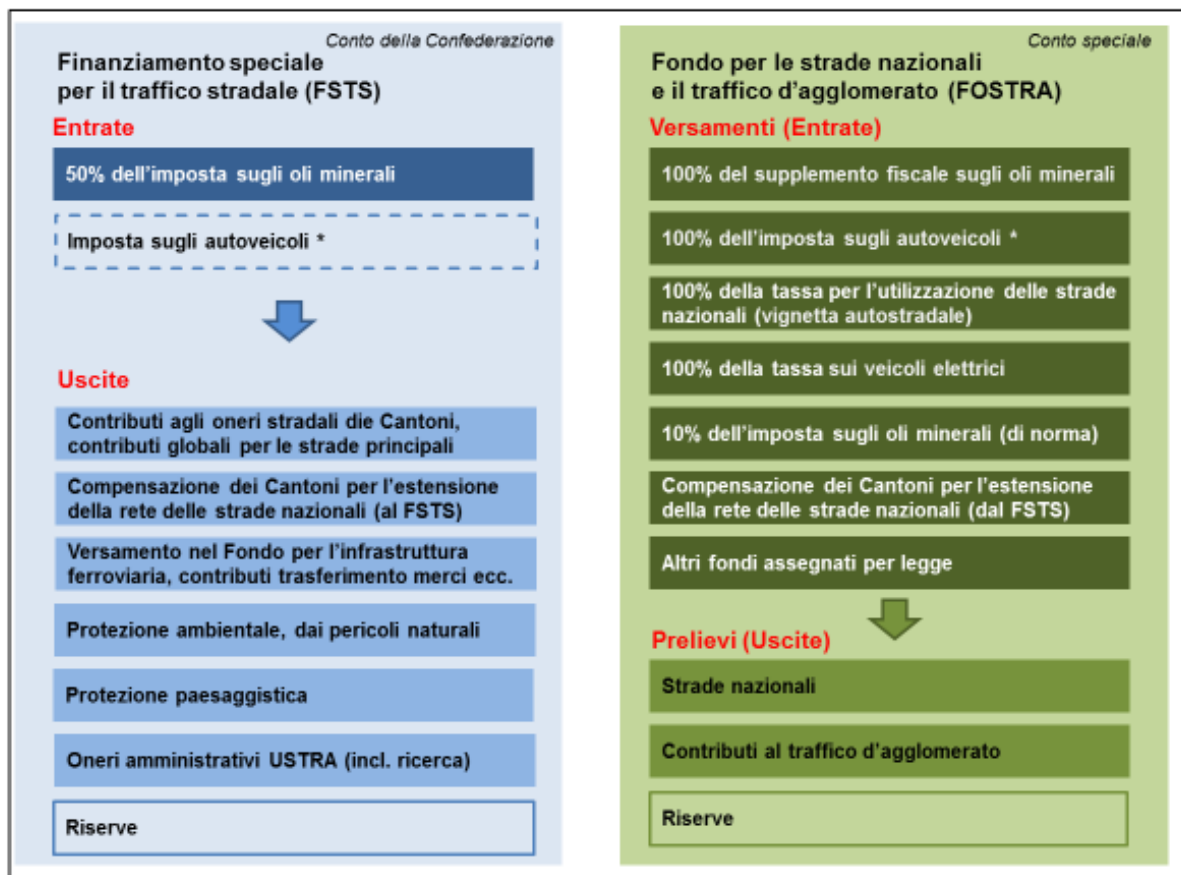 Conto della Confederazione
Finanziamento speciale
per il traffico stradale (FSTS)
Entrate
50% dell'imposta sugli oli minerali
Imposta sugli autoveicoli *
Uscite
Contributi agli oneri stradali die Cantoni,
contributi globali per le strade principali
Compensazione dei Cantoni per l'estensione
della rete delle strade nazionali (al FSTS)
Versamento nel Fondo per l'infrastruttura
ferroviaria, contributi trasferimento merci ecc.
Protezione ambientale, dai pericoli naturali
Protezione paesaggistica
Oneri amministrativi USTRA (incl. ricerca)
Riserve
Conto speciale
Fondo per le strade nazionali
e il traffico d'agglomerato (FOSTRA)
Versamenti (Entrate)
100% del supplemento fiscale sugli oli minerali
100% dell'imposta sugli autoveicoli *
100% della tassa per l'utilizzazione delle strade
nazionali (vignetta autostradale)
100% della tassa sui veicoli elettrici
10% dell'imposta sugli oli minerali (di norma)
Compensazione dei Cantoni per l'estensione
della rete delle strade nazionali (dal FSTS)
Altri fondi assegnati per legge
Prelievi (Uscite)
Strade nazionali
Contributi al traffico d'agglomerato
Riserve